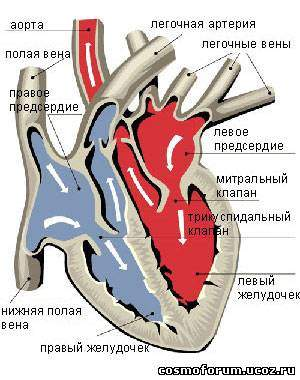 аорта
легочная артерия
полая вена
легочные вены
правое
предсердие
левое
предсердие
митральный
клапан
трикуспидальный
клапан
левый
желудочек
нижняя полая
вена
правый желудочек
cosmoforum.ucoz.ru